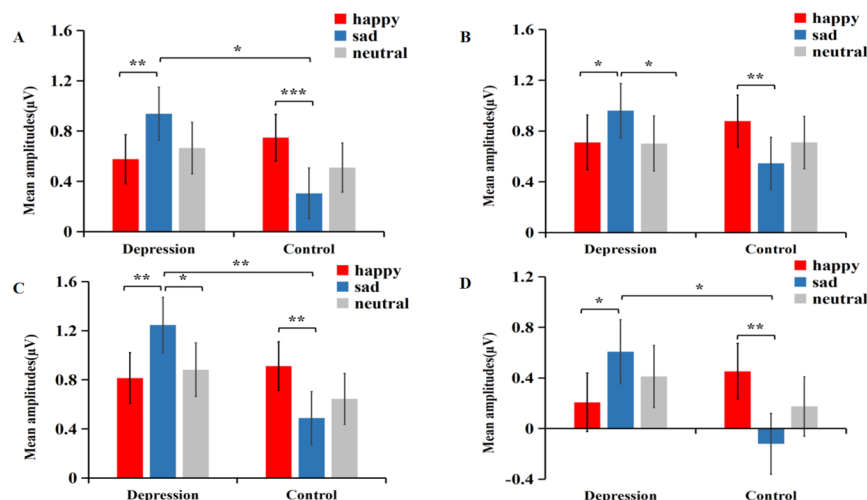 A
Mean amplitudes(µV)
1.6
1.2
0.8
0.4
0
happy
sad
neutral
**
*
***
Depression
Control
B
Mean amplitudes(µV)
1.6
1.2
0.8
0.4
0
happy
sad
neutral
*
*
**
Depression
Control
C
Mean amplitudes(µV)
1.6
1.2
0.8
0.4
0
happy
sad
neutral
**
*
**
**
Depression
Control
D
Mean amplitudes(µV)
1.2
0.8
0.4
0
-0.4
happy
sad
neutral
*
*
**
Depression
Control